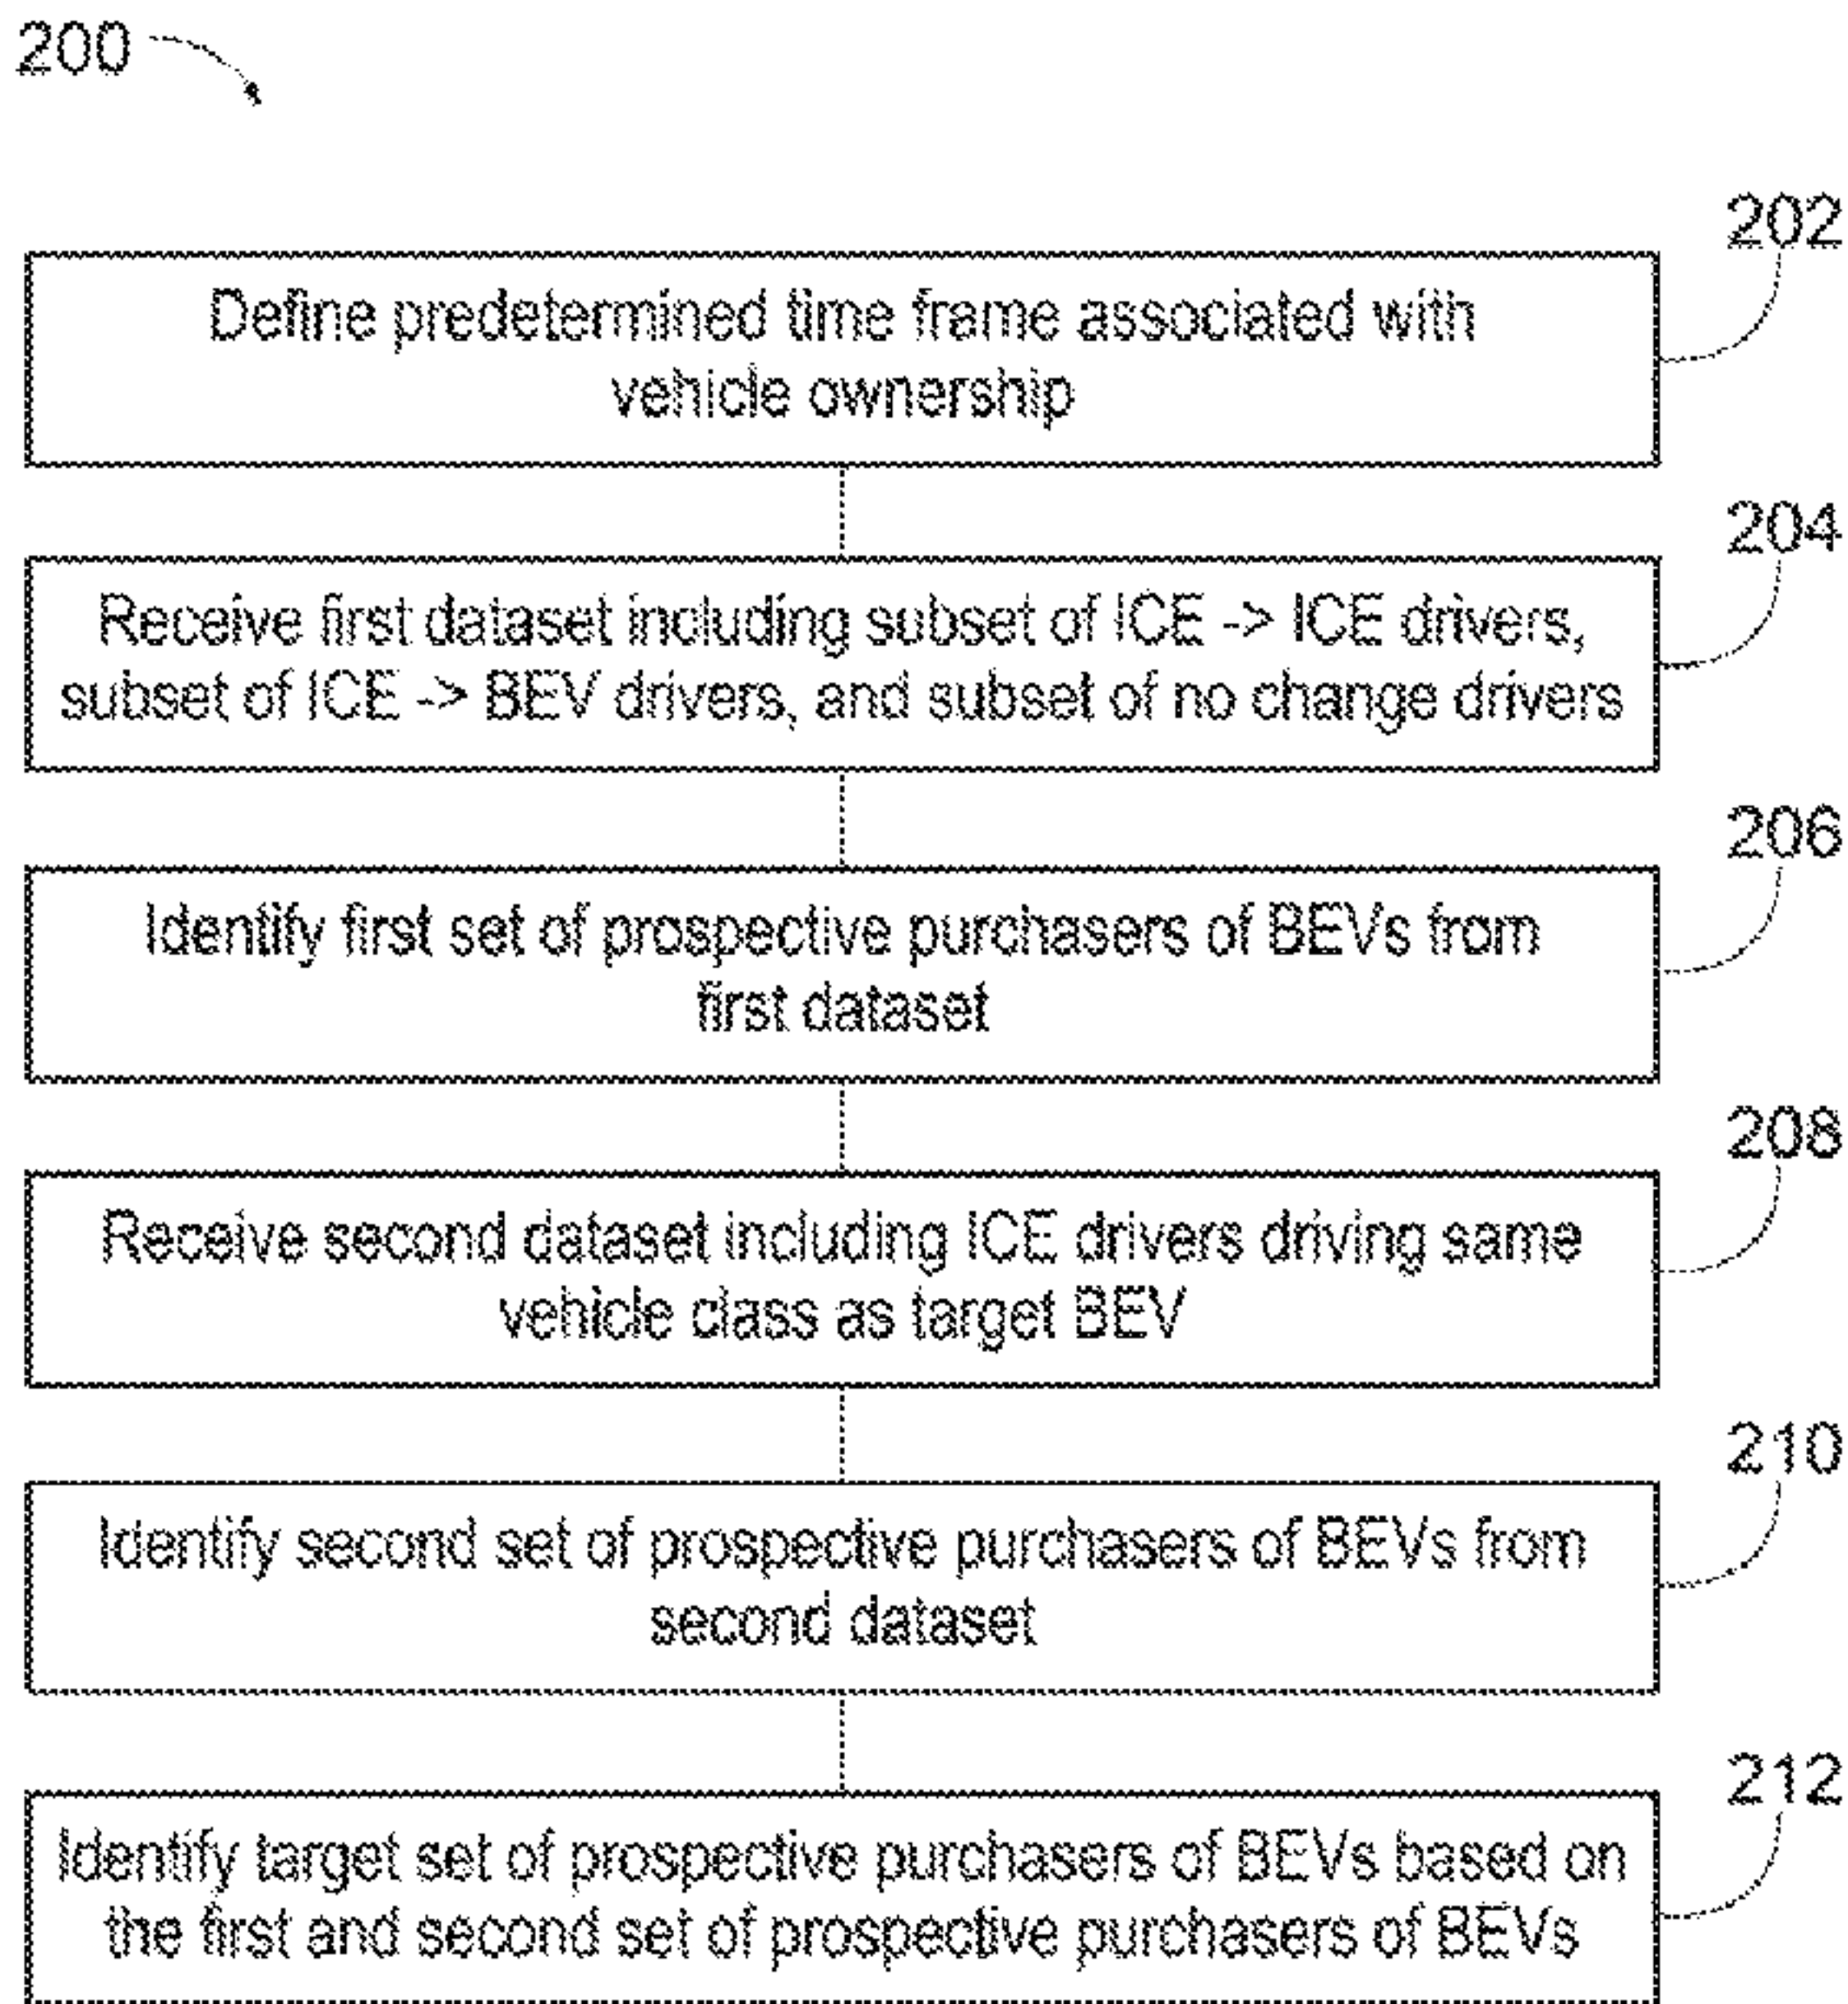 200
202
Define predetermined time frame associated with
vehicle ownership
204
Receive first dataset including subset of ICE -> ICE drivers,
subset of ICE -> BEV drivers, and subset of no change drivers
206
Identify first set of prospective purchasers of BEVs from
first dataset
208
Receive second dataset including ICE drivers driving same
vehicle class as target BEV
210
Identify second set of prospective purchasers of BEVs from
second dataset
212
Identify target set of prospective purchasers of BEVs based on
the first and second set of prospective purchasers of BEVs